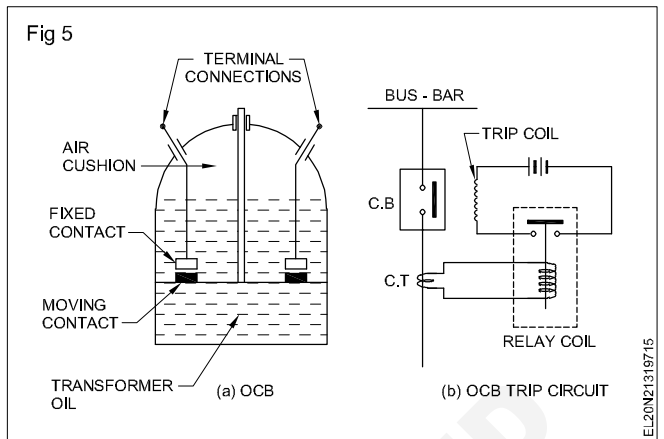 Fig 5
TERMINAL
CONNECTIONS
AIR
CUSHION
FIXED
CONTACT
MOVING
CONTACT
TRANSFORMER
OIL
(a) OCB
BUS - BAR
TRIP COIL
C.B
C.T
RELAY COIL
(b) OCB TRIP CIRCUIT
EL20N21319715